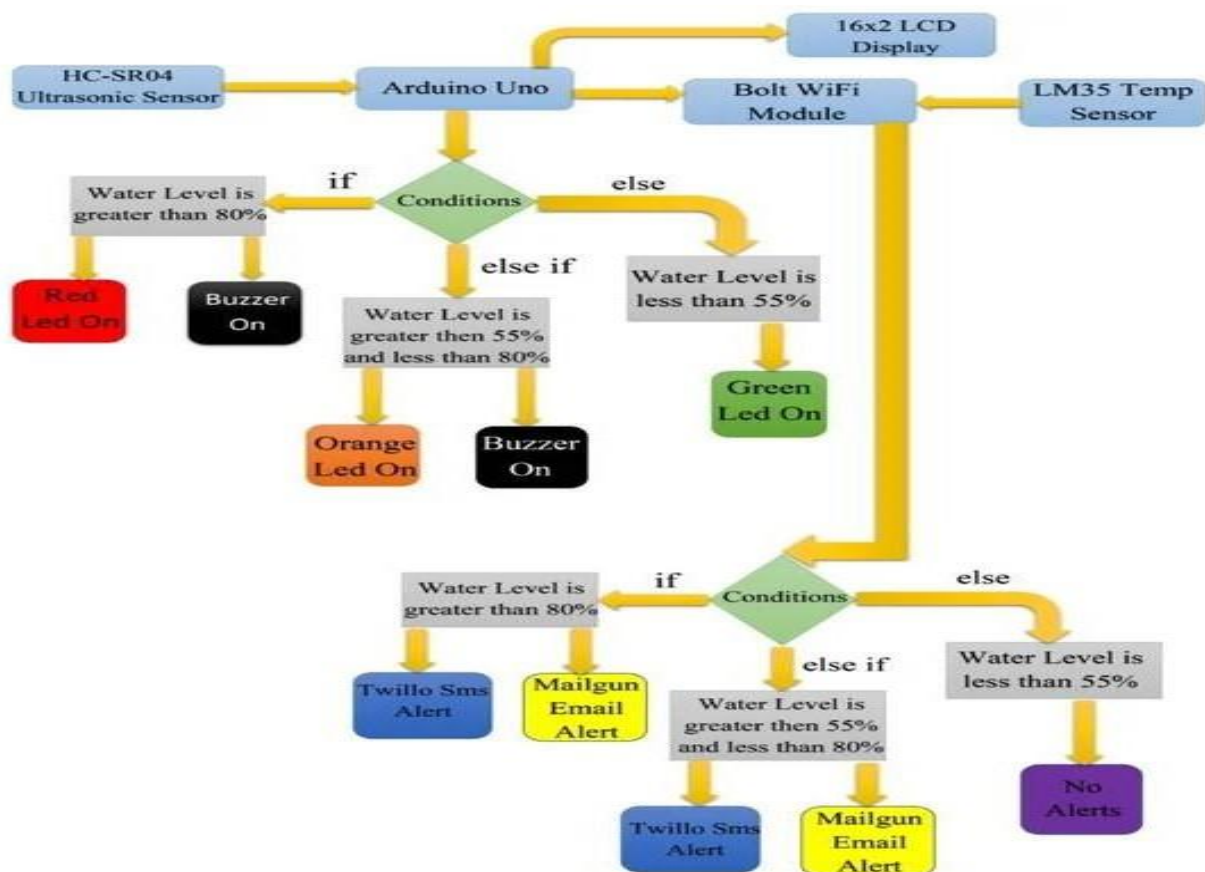 16x2 LCD
Display
HC-SR04
Ultrasonic Sensor
Arduino Uno
Bolt WiFi
Module
LM35 Temp
Sensor
if
Conditions
else
Water Level is
greater than 80%
else if
Water Level is
less than 55%
Red
Led On
Buzzer
On
Water Level is
greater then 55%
and less than 80%
Green
Led On
Orange
Led On
Buzzer
On
if
Conditions
else
Water Level is
greater than 80%
else if
Water Level is
less than 55%
Twillo Sms
Alert
Mailgun
Email
Alert
Water Level is
greater then 55%
and less than 80%
No
Alerts
Twillo Sms
Alert
Mailgun
Email
Alert